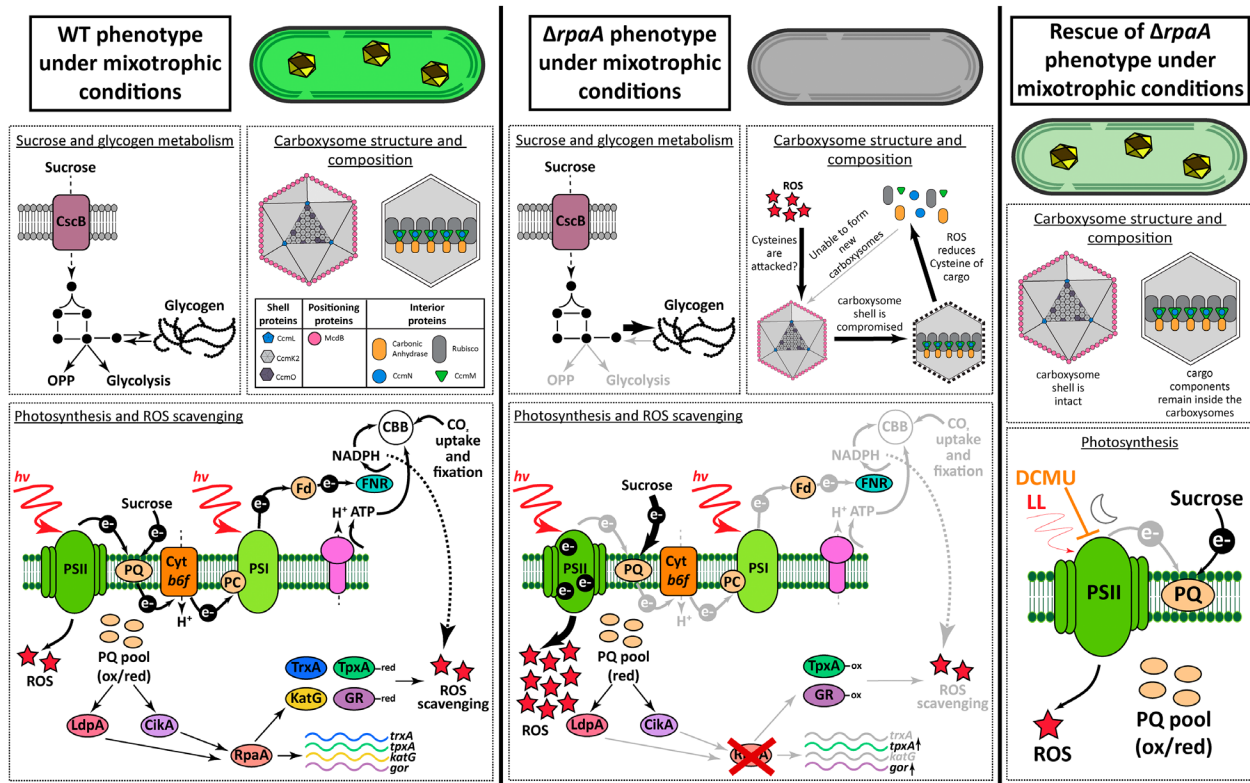 WT phenotype
under mixotrophic
conditions
Sucrose and glycogen metabolism
Sucrose
CscB
Glycogen
OPP
Glycolysis
Carboxysome structure and
composition
Shell
proteins
Positioning
proteins
Interior
proteins
CcmL
CcmK2
CcmO
McdB
Carbonic
Anhydrase
Rubisco
CcmN
CcmM
Photosynthesis and ROS scavenging
hv
hv
PSII
e-
Sucrose
e-
PQ
e-
Cyt
b6f
H+
e-
PC
PSI
e-
Fd
e-
FNR
NADPH
CBB
CO2
uptake
and
fixation
H+
ATP
ROS
PQ pool
(ox/red)
LdpA
CikA
RpaA
TrxA
TpxA
red
KatG
GR
red
ROS
scavenging
trxA
tpxA
katG
gor
ΔrpaA phenotype
under mixotrophic
conditions
Sucrose and glycogen metabolism
Sucrose
CscB
Glycogen
OPP
Glycolysis
Carboxysome structure and
composition
ROS
Cysteines
are
attacked?
Unable to form
new
carboxysomes
ROS
reduces
Cysteine of
cargo
carboxysome
shell is
compromised
Photosynthesis and ROS scavenging
hv
hv
PSII
e-
e-
e-
e-
Sucrose
e-
PQ
e-
Cyt
b6f
H+
e-
PC
PSI
e-
Fd
e-
FNR
NADPH
CBB
CO2
uptake
and
fixation
H+
ATP
ROS
PQ pool
(ox/red)
LdpA
CikA
RpaA
TpxA
ox
GR
ox
ROS
scavenging
trxA
tpxA
katG
gor
Rescue of ΔrpaA
phenotype under
mixotrophic conditions
Carboxysome structure and
composition
carboxysome
shell is
intact
cargo
components
remain inside the
carboxysomes
Photosynthesis
DCMU
LL
Sucrose
e-
e-
PSII
PQ
ROS
PQ pool
(ox/red)